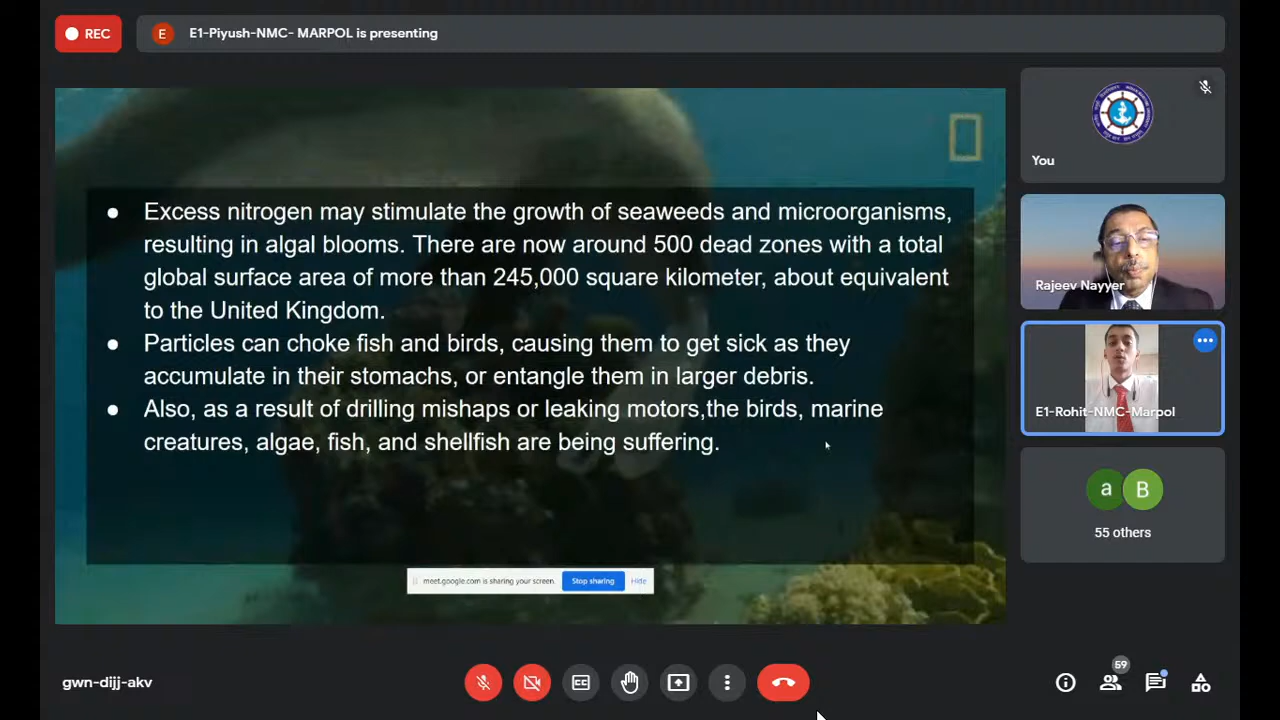 REC
E
E1-Piyush-NMC- MARPOL is presenting
You
Rajeev Nayyer
E1-Rohit-NMC-Marpol
a
B
55 others
● Excess nitrogen may stimulate the growth of seaweeds and microorganisms,
resulting in algal blooms. There are now around 500 dead zones with a total
global surface area of more than 245,000 square kilometer, about equivalent
to the United Kingdom.
● Particles can choke fish and birds, causing them to get sick as they
accumulate in their stomachs, or entangle them in larger debris.
● Also, as a result of drilling mishaps or leaking motors,the birds, marine
creatures, algae, fish, and shellfish are being suffering.
meet.google.com is sharing your screen.
Stop sharing
Hide
gwn-dijj-akv
CC
59